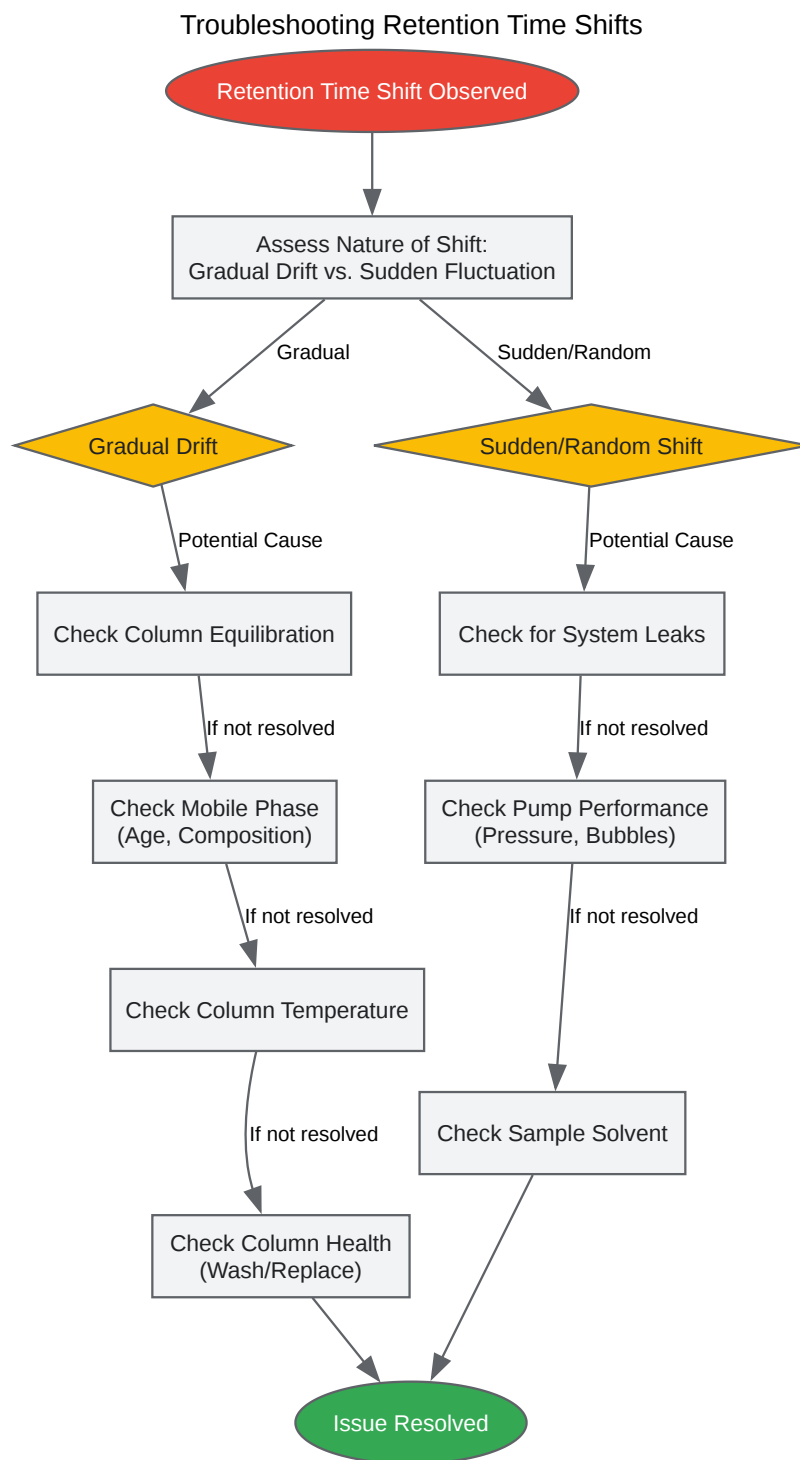 Troubleshooting Retention Time Shifts
Retention Time Shift Observed
Assess Nature of Shift:
Gradual Drift vs. Sudden Fluctuation
Gradual
Sudden/Random
Gradual Drift
Sudden/Random Shift
Potential Cause
Potential Cause
Check Column Equilibration
Check for System Leaks
If not resolved
If not resolved
Check Mobile Phase
(Age, Composition)
Check Pump Performance
(Pressure, Bubbles)
If not resolved
If not resolved
Check Column Temperature
Check Sample Solvent
If not resolved
Check Column Health
(Wash/Replace)
Issue Resolved